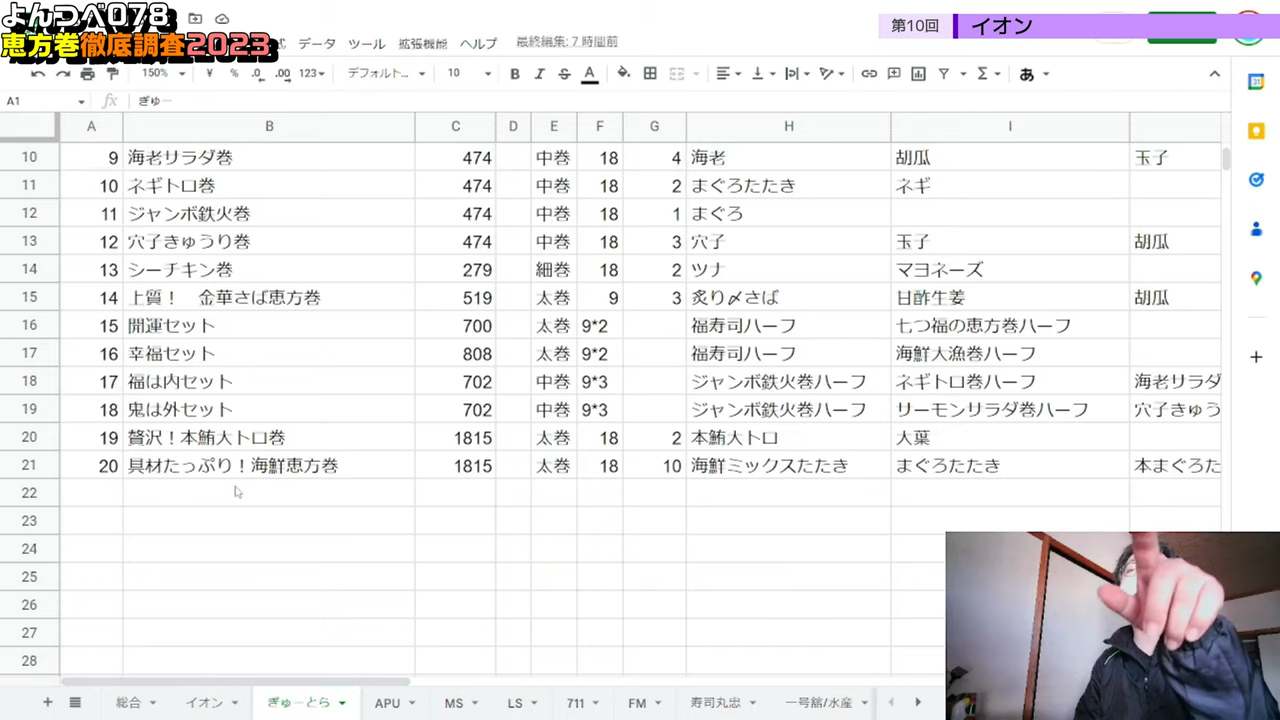 よんつべ078
恵方巻徹底調査2023
第10回 イオン
データ ツール 拡張機能 ヘルプ 最終編集: 7 時間前
150% ¥ % .0 .00 123 デフォルト... 10 B I S A Σ あ
A1 fx ぎゅー
A B C D E F G H I
10 9 海老サラダ巻 474 中巻 18 4 海老 胡瓜 玉子
11 10 ネギトロ巻 474 中巻 18 2 まぐろたたき ネギ
12 11 ジャンボ鉄火巻 474 中巻 18 1 まぐろ
13 12 穴子きゅうり巻 474 中巻 18 3 穴子 玉子 胡瓜
14 13 シーチキン巻 279 細巻 18 2 ツナ マヨネーズ
15 14 上質！ 金華さば恵方巻 519 太巻 9 3 炙り〆さば 甘酢生姜 胡瓜
16 15 開運セット 700 太巻 9*2 福寿司ハーフ 七つ福の恵方巻ハーフ
17 16 幸福セット 808 太巻 9*2 福寿司ハーフ 海鮮大漁巻ハーフ
18 17 福は内セット 702 中巻 9*3 ジャンボ鉄火巻ハーフ ネギトロ巻ハーフ 海老サラダ
19 18 鬼は外セット 702 中巻 9*3 ジャンボ鉄火巻ハーフ サーモンサラダ巻ハーフ 穴子きゅう
20 19 贅沢！本鮪大トロ巻 1815 太巻 18 2 本鮪大トロ 大葉
21 20 具材たっぷり！海鮮恵方巻 1815 太巻 18 10 海鮮ミックスたたき まぐろたたき 本まぐろた
22
23
24
25
26
27
28
総合 イオン ぎゅーとら APU MS LS 711 FM 寿司丸忠 一号舘/水産